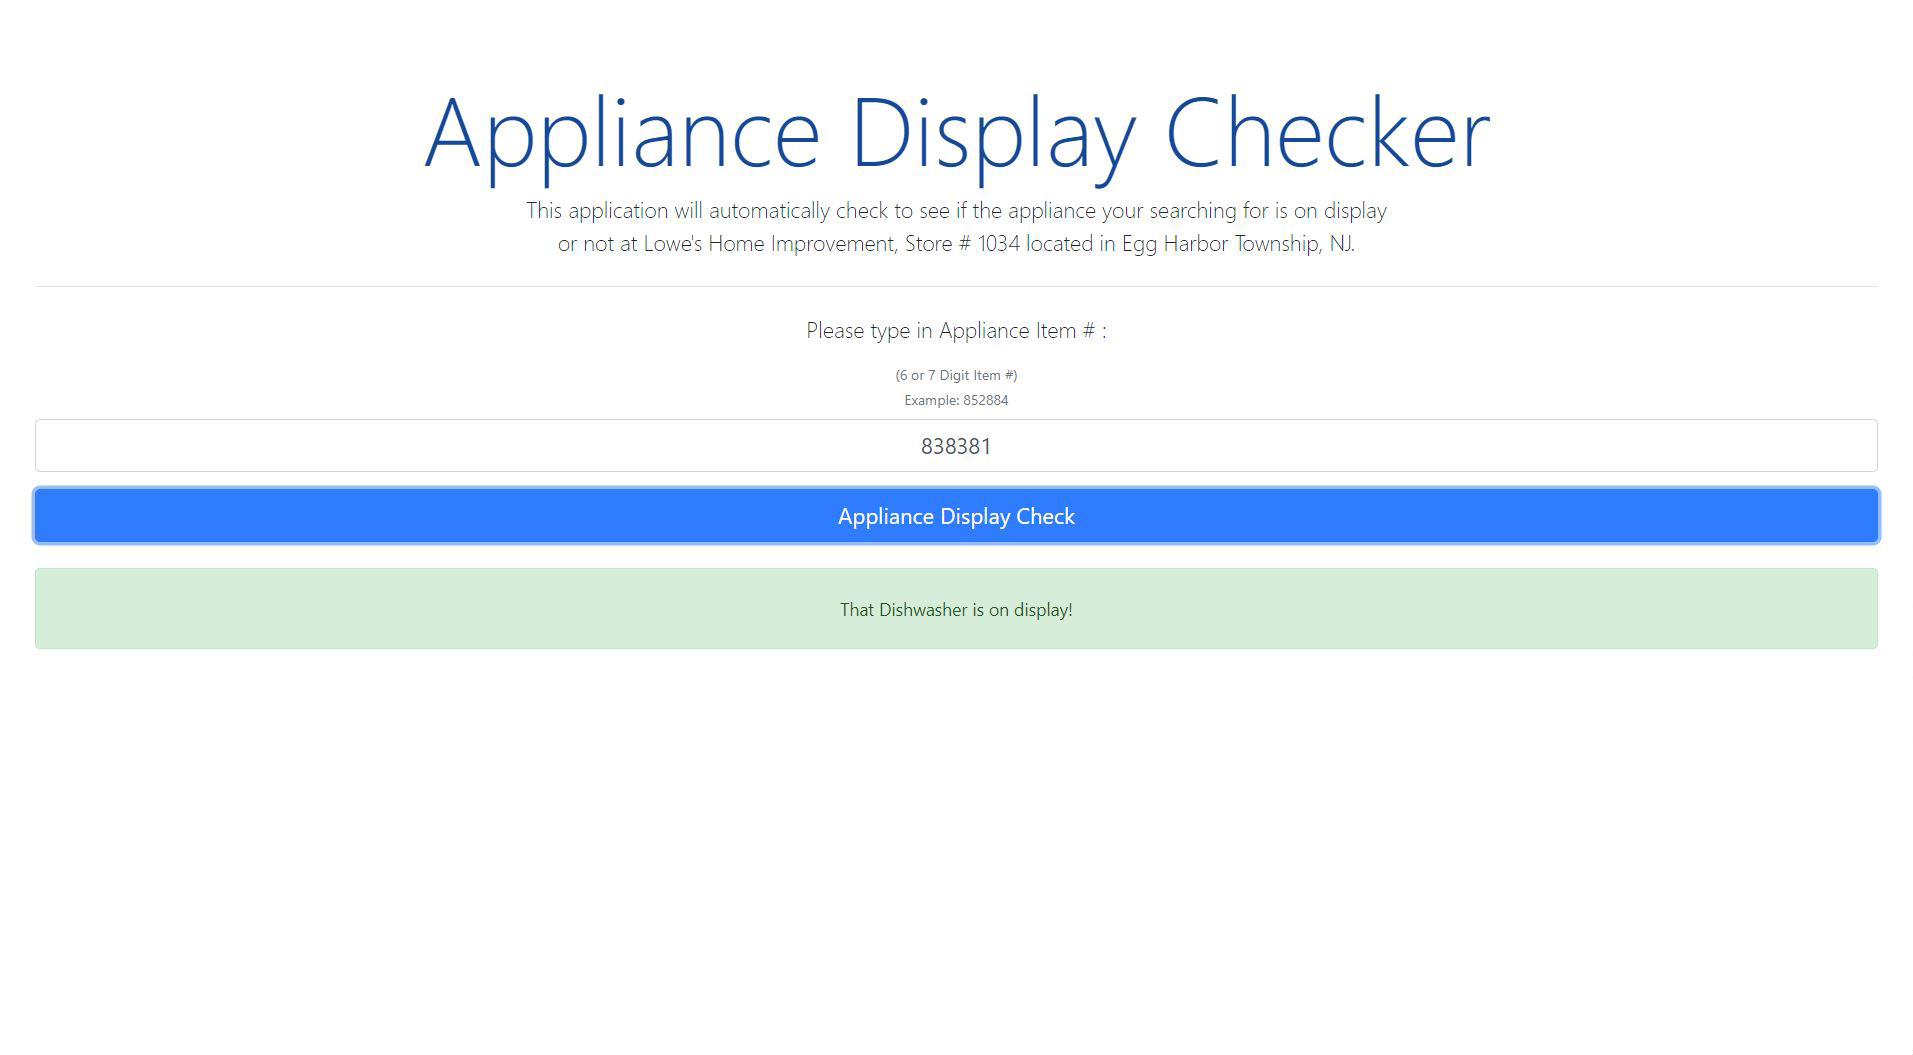 Appliance Display Checker
This application will automatically check to see if the appliance your searching for is on display
or not at Lowe's Home Improvement, Store # 1034 located in Egg Harbor Township, NJ.
Please type in Appliance Item # :
(6 or 7 Digit Item #)
Example: 852884
838381
Appliance Display Check
That Dishwasher is on display!